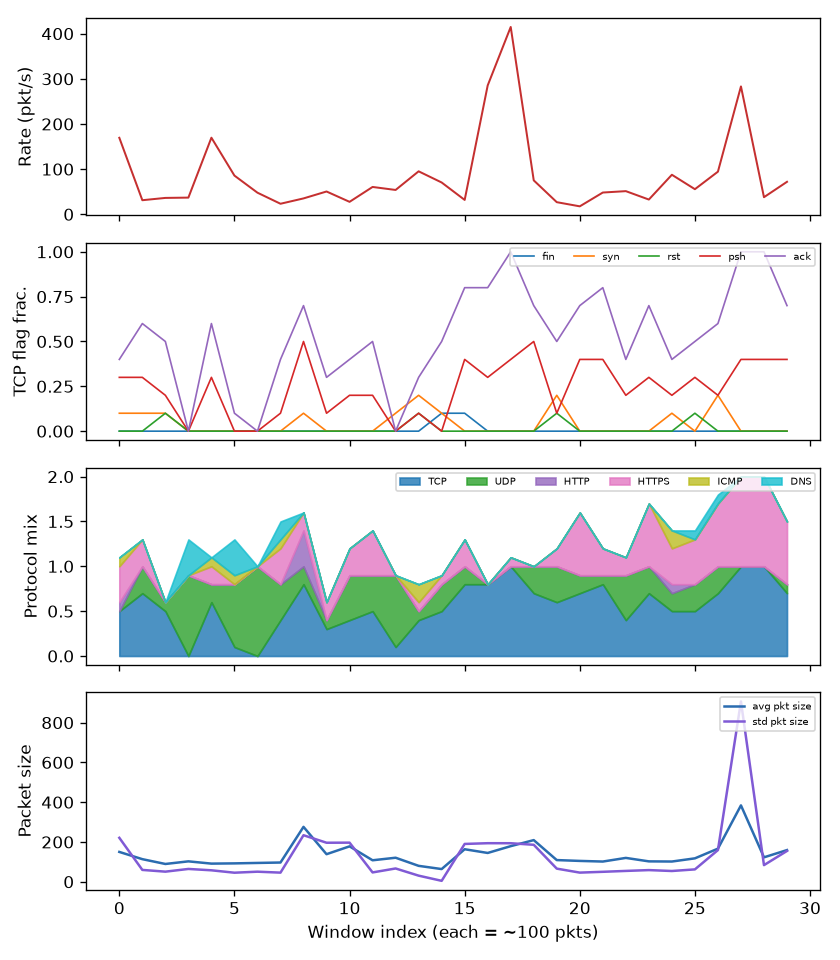 400
300
200
100
0
Rate (pkt/s)
1.00
0.75
0.50
0.25
0.00
TCP flag frac.
fin syn rst psh ack
2.0
1.5
1.0
0.5
0.0
Protocol mix
TCP UDP HTTP HTTPS ICMP DNS
800
600
400
200
0
Packet size
avg pkt size
std pkt size
0 5 10 15 20 25 30
Window index (each = ~100 pkts)